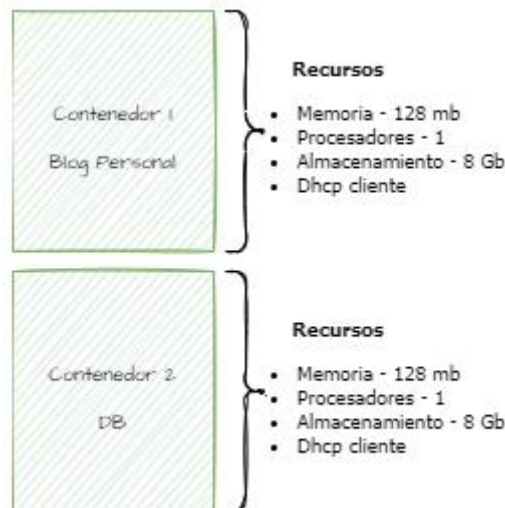 Contenedor 1
Blog Personal
Recursos
• Memoria - 128 mb
• Procesadores - 1
• Almacenamiento - 8 Gb
• Dhcp cliente
Contenedor 2
DB
Recursos
• Memoria - 128 mb
• Procesadores - 1
• Almacenamiento - 8 Gb
• Dhcp cliente